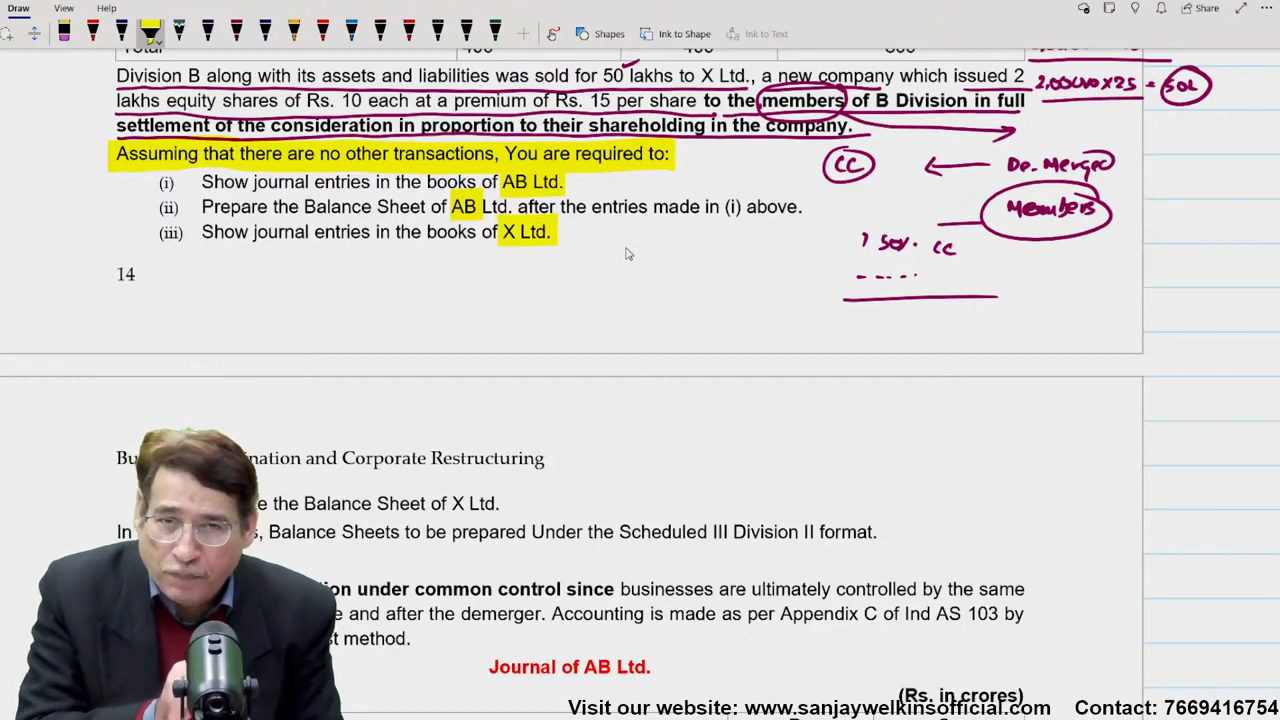 Draw View Help
Share
Shapes Ink to Shape Ink to Text
Total 400 400 800
Division B along with its assets and liabilities was sold for 50 lakhs to X Ltd., a new company which issued 2
lakhs equity shares of Rs. 10 each at a premium of Rs. 15 per share to the members of B Division in full
settlement of the consideration in proportion to their shareholding in the company.
2,00,000 x 25 = 50L
Assuming that there are no other transactions, You are required to:
CC De. Merged
(i) Show journal entries in the books of AB Ltd.
(ii) Prepare the Balance Sheet of AB Ltd. after the entries made in (i) above.
Members
(iii) Show journal entries in the books of X Ltd.
CC
14
Bu nation and Corporate Restructuring
e the Balance Sheet of X Ltd.
In s, Balance Sheets to be prepared Under the Scheduled III Division II format.
tion under common control since businesses are ultimately controlled by the same
e and after the demerger. Accounting is made as per Appendix C of Ind AS 103 by
st method.
Journal of AB Ltd.
(Rs. in crores)
Visit our website: www.sanjaywelkinsofficial.com Contact: 7669416754